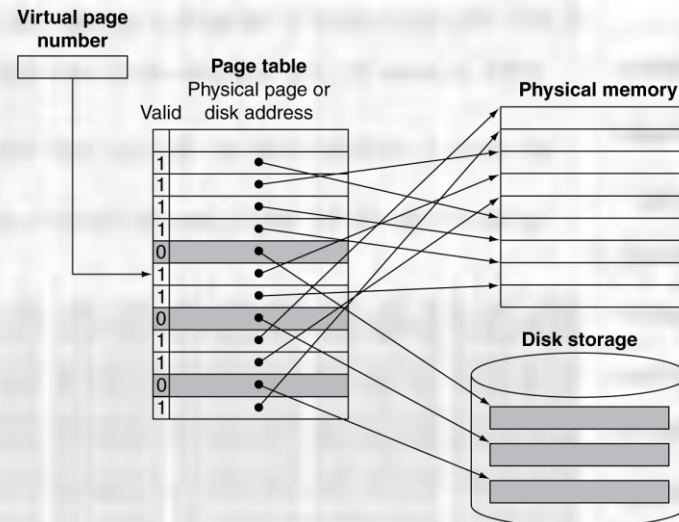 Virtual page
number
Page table
Physical page or
Valid disk address
Physical memory
1
1
1
1
0
1
1
0
1
1
0
1
Disk storage